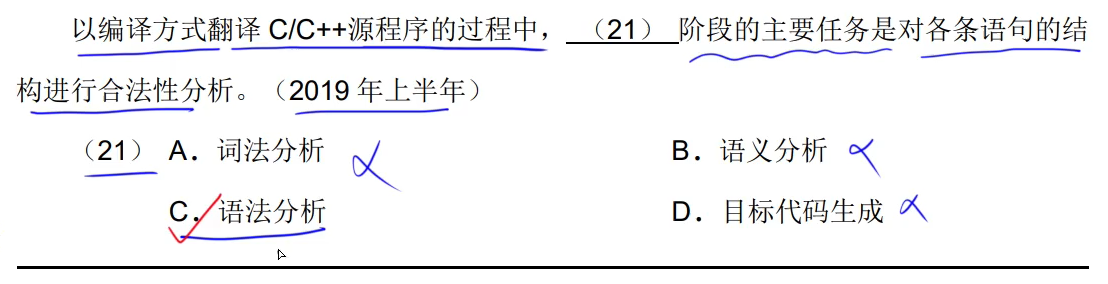 以编译方式翻译 C/C++源程序的过程中，（21）阶段的主要任务是对各条语句的结
构进行合法性分析。（2019 年上半年）
（21） A．词法分析 B．语义分析
C．语法分析 D．目标代码生成